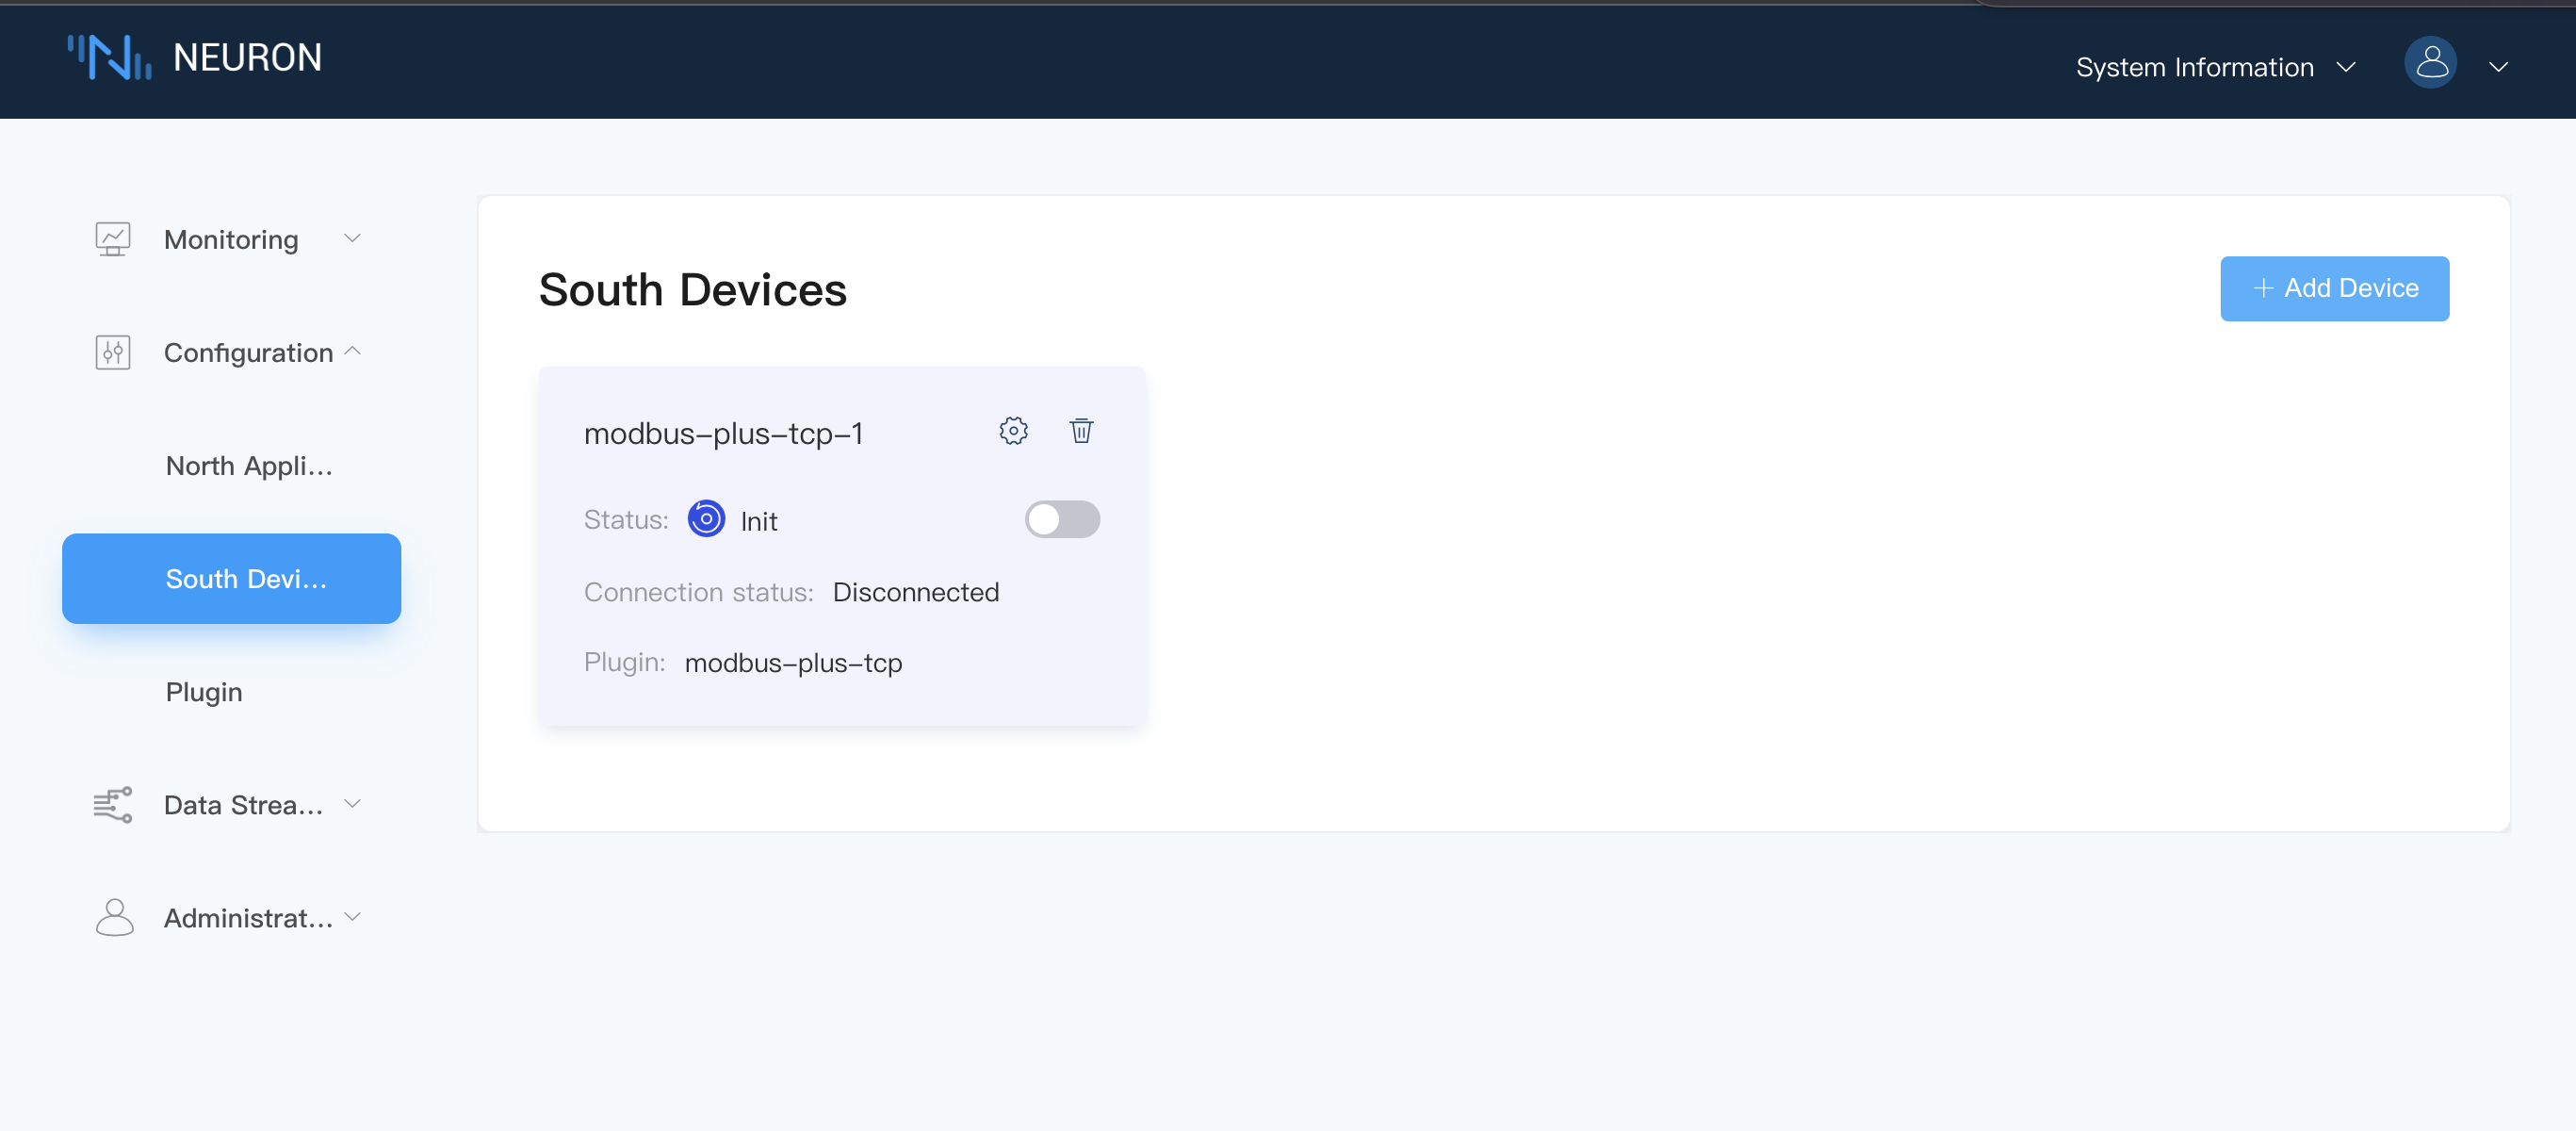 NEURON
System Information
Monitoring
Configuration
North Appli...
South Devi...
Plugin
Data Strea...
Administrat...
South Devices
+ Add Device
modbus-plus-tcp-1
Status: Init
Connection status: Disconnected
Plugin: modbus-plus-tcp